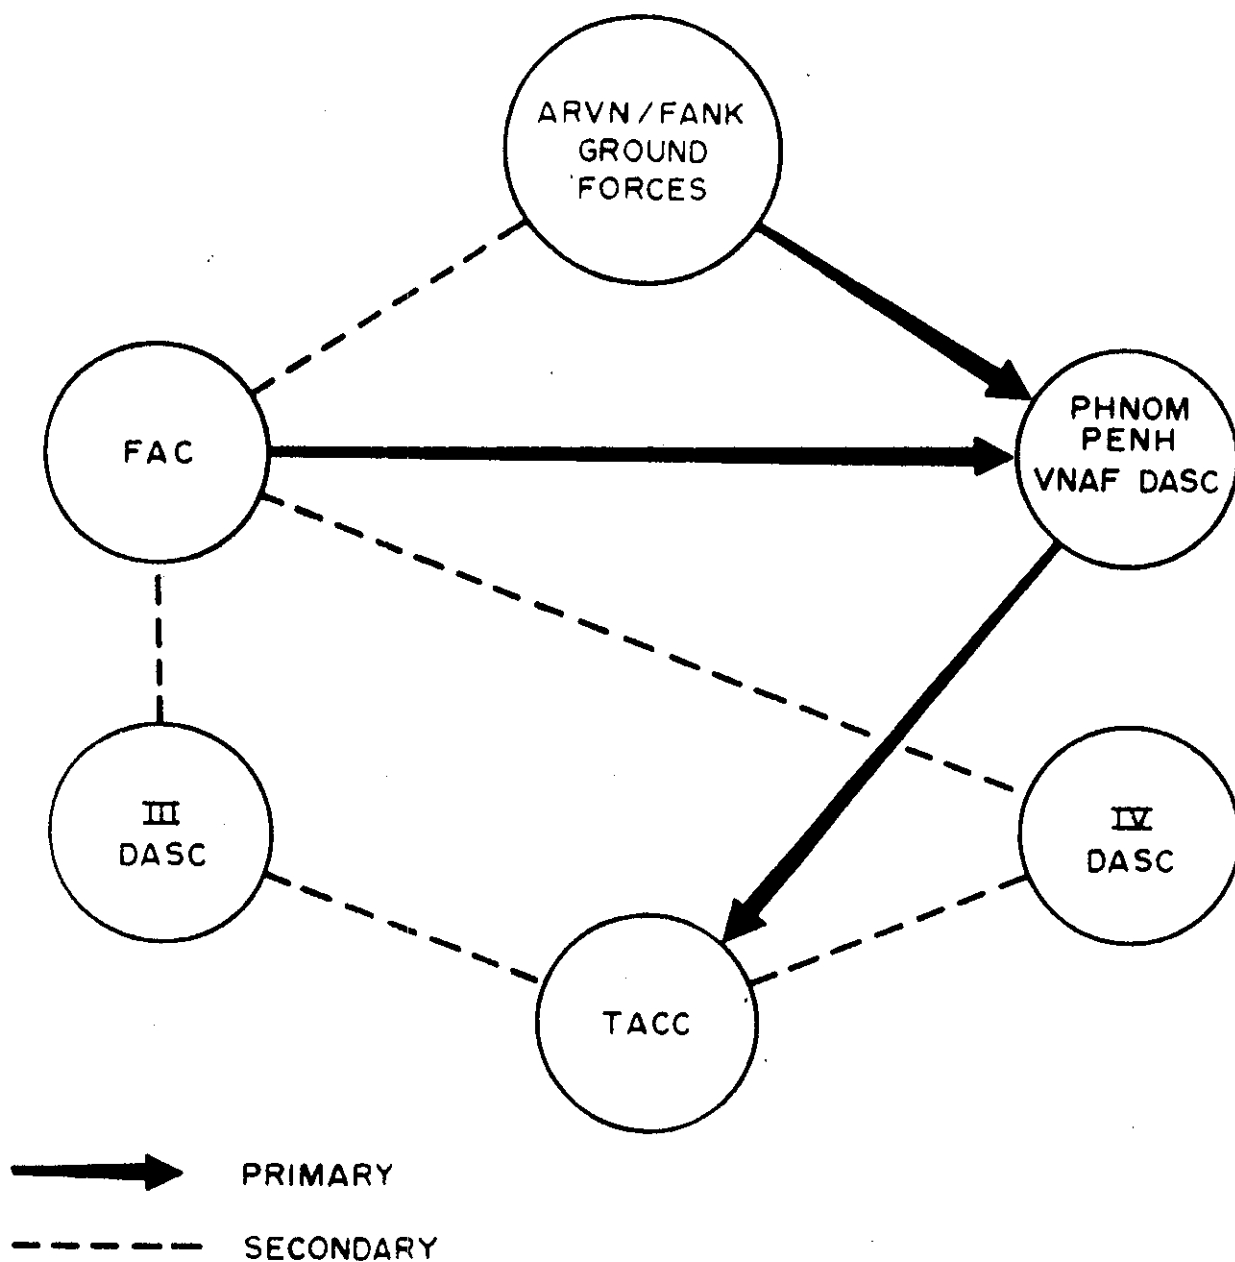 ARVN/FANK
GROUND
FORCES
FAC
PHNOM
PENH
VNAF DASC
III
DASC
IV
DASC
TACC
PRIMARY
SECONDARY